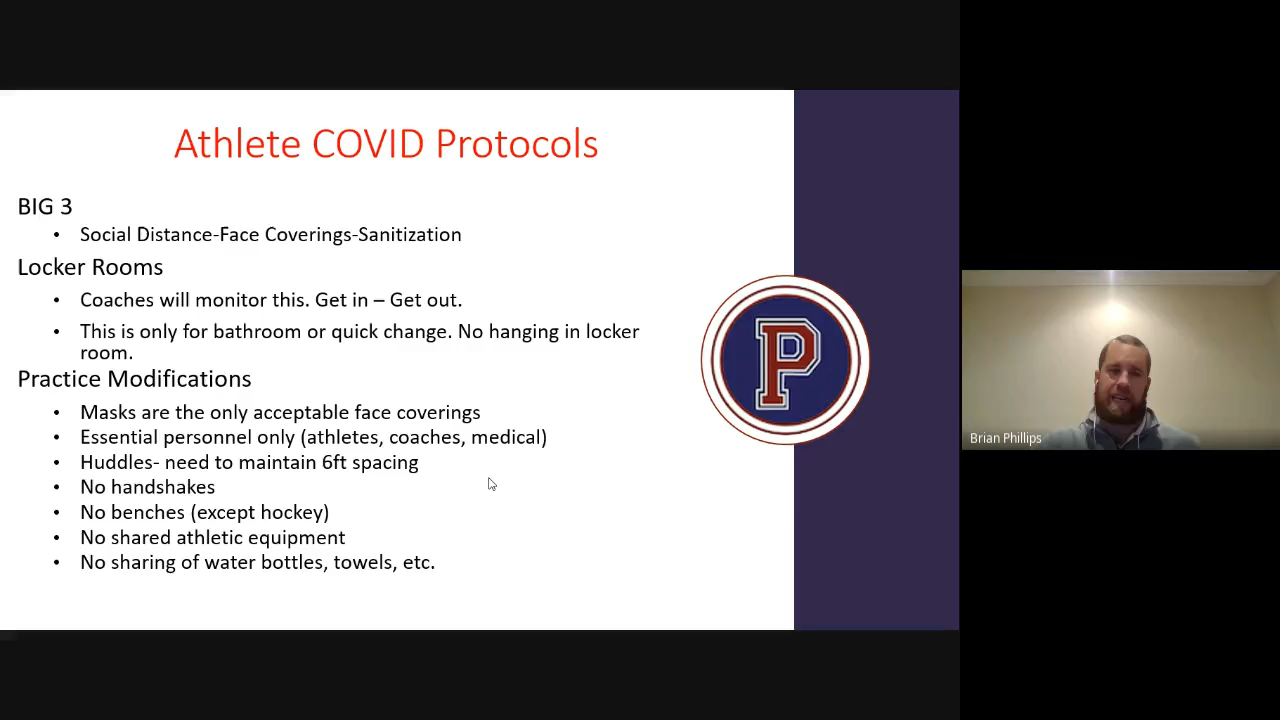 Athlete COVID Protocols
BIG 3
• Social Distance-Face Coverings-Sanitization
Locker Rooms
• Coaches will monitor this. Get in – Get out.
• This is only for bathroom or quick change. No hanging in locker
room.
Practice Modifications
• Masks are the only acceptable face coverings
• Essential personnel only (athletes, coaches, medical)
• Huddles- need to maintain 6ft spacing
• No handshakes
• No benches (except hockey)
• No shared athletic equipment
• No sharing of water bottles, towels, etc.
P
Brian Phillips